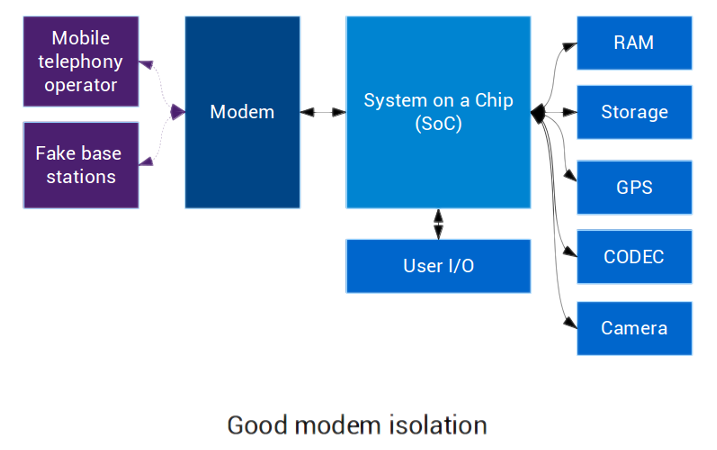 Mobile
telephony
operator
Fake base
stations
Modem
System on a Chip
(SoC)
User I/O
RAM
Storage
GPS
CODEC
Camera
Good modem isolation